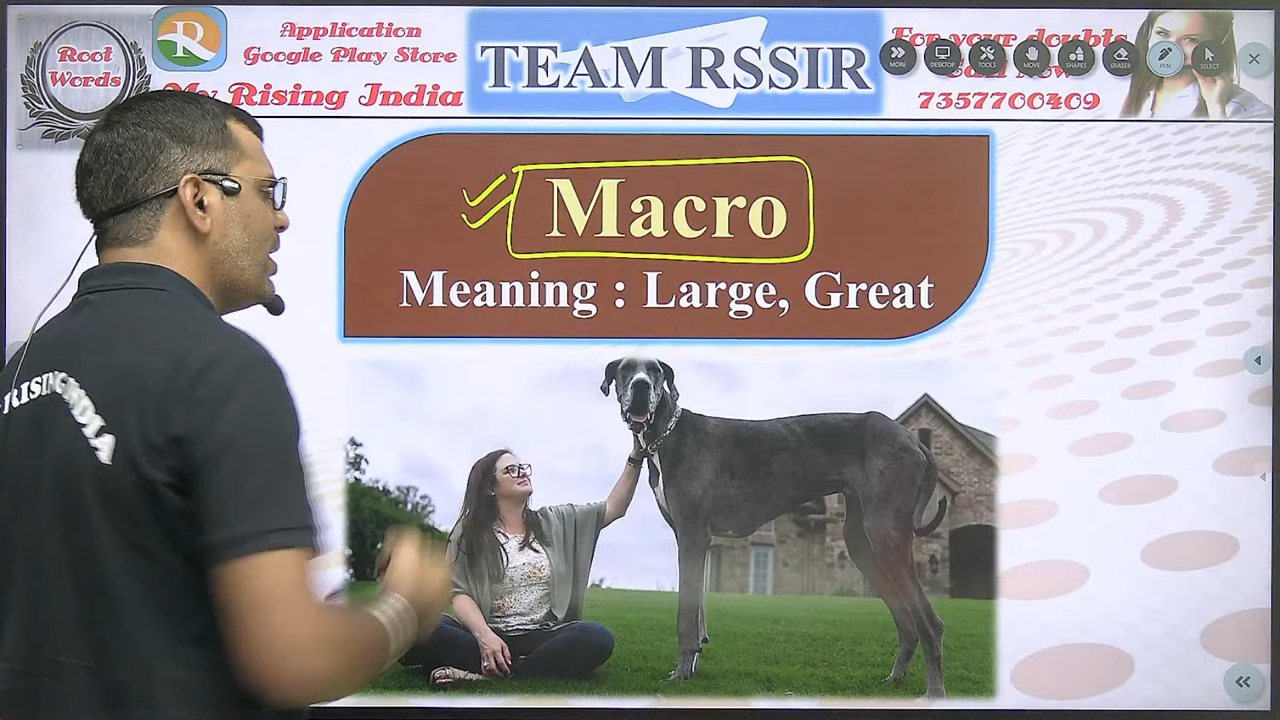 Root
Words
R
Application
Google Play Store
My Rising India
TEAM RSSIR
For your doubts
Now
7357700409
MORE
DESKTOP
TOOLS
MOVE
SHAPES
ERASER
PEN
SELECT
Macro
Meaning : Large, Great
RISING INDIA